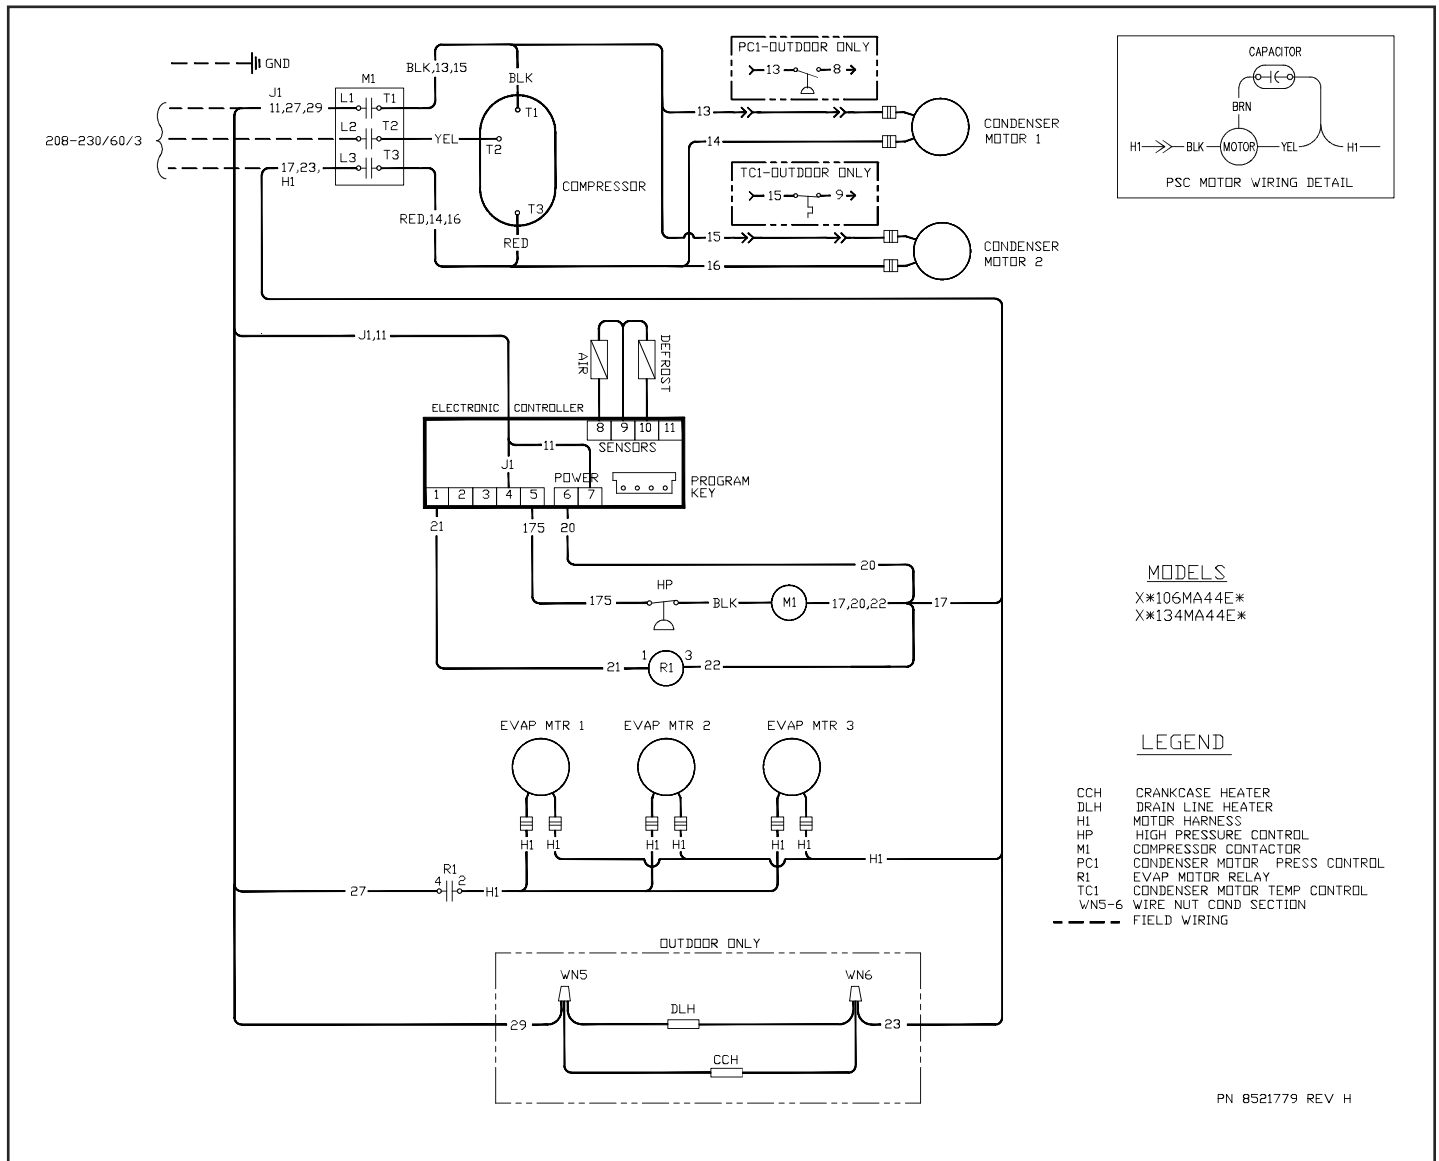 GND
M1
J1
11,27,29
L1
T1
L2
T2
L3
T3
208-230/60/3
17,23,
H1
BLK,13,15
BLK
T1
YEL
T2
COMPRESSOR
T3
RED,14,16
RED
PC1-OUTDOOR ONLY
13
8
13
14
CONDENSER
MOTOR 1
TC1-OUTDOOR ONLY
15
9
15
16
CONDENSER
MOTOR 2
CAPACITOR
BRN
H1
BLK
MOTOR
YEL
H1
PSC MOTOR WIRING DETAIL
J1,11
AIR
DEFROST
ELECTRONIC CONTROLLER
8 9 10 11
SENSORS
11
J1
POWER
PROGRAM
KEY
1 2 3 4 5 6 7
21
175
20
20
HP
175
BLK
M1
17,20,22
17
21
1
R1
3
22
MODELS
X*106MA44E*
X*134MA44E*
EVAP MTR 1
EVAP MTR 2
EVAP MTR 3
H1
H1
H1
H1
H1
H1
H1
27
R1
4
2
H1
LEGEND
CCH CRANKCASE HEATER
DLH DRAIN LINE HEATER
H1 MOTOR HARNESS
HP HIGH PRESSURE CONTROL
M1 COMPRESSOR CONTACTOR
PC1 CONDENSER MOTOR PRESS CONTROL
R1 EVAP MOTOR RELAY
TC1 CONDENSER MOTOR TEMP CONTROL
WN5-6 WIRE NUT COND SECTION
FIELD WIRING
OUTDOOR ONLY
WN5
WN6
29
DLH
23
CCH
PN 8521779 REV H